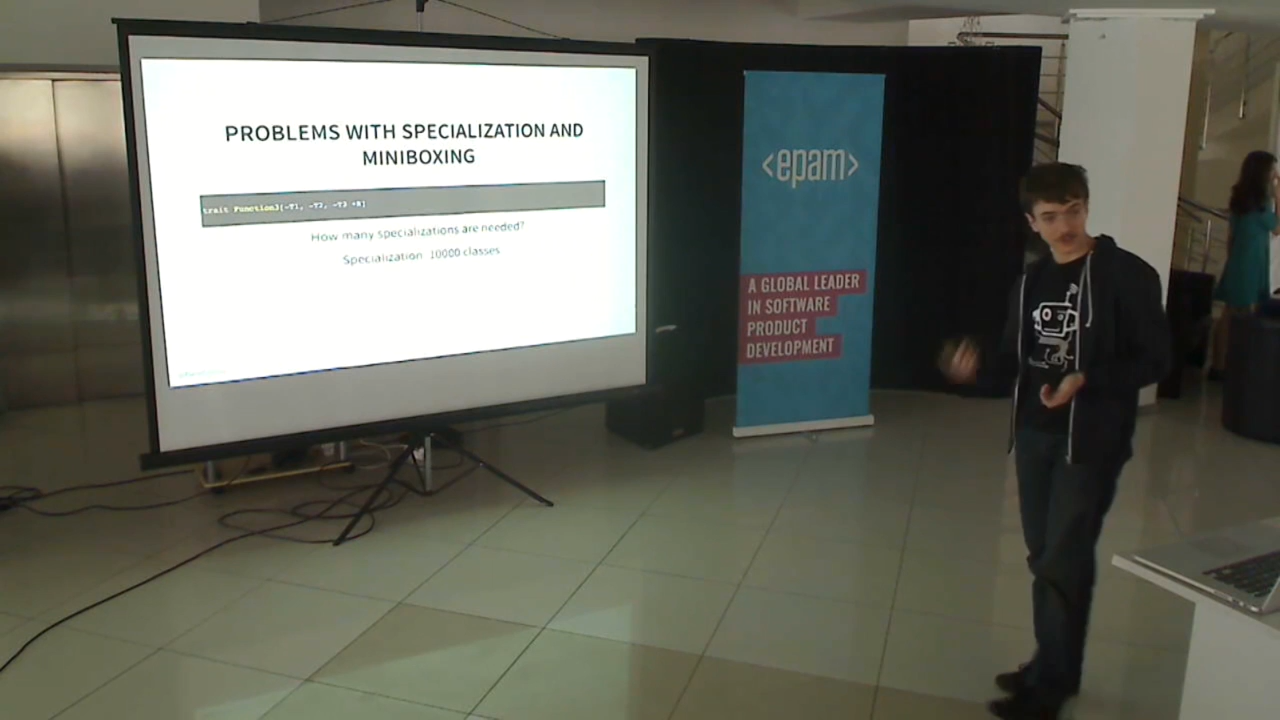 PROBLEMS WITH SPECIALIZATION AND
MINIBOXING
trait Function3[-T1, -T2, -T3 +R]
How many specializations are needed?
Specialization 10000 classes
<epam>
A GLOBAL LEADER
IN SOFTWARE
PRODUCT
DEVELOPMENT